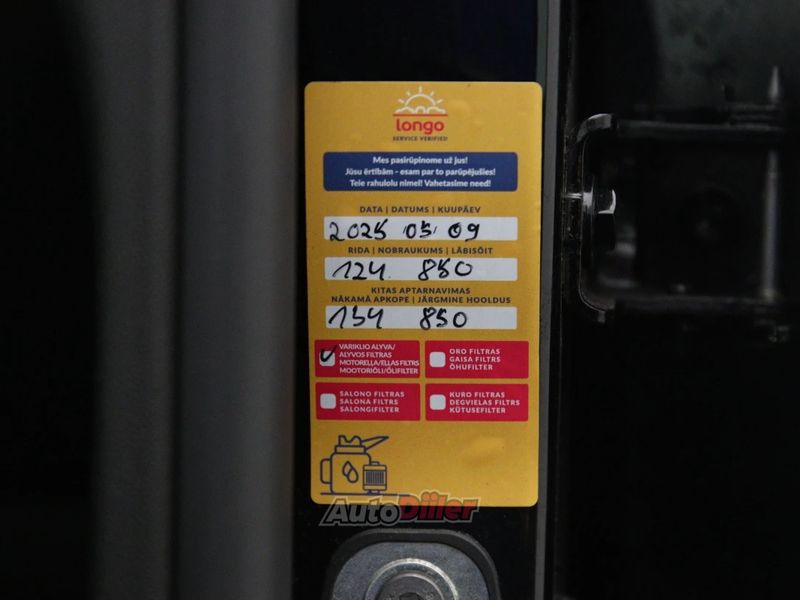 longo
SERVICE VERIFIED
Mes pasirūpinome už jus!
Jūsu ērtībām - esam par to parūpējušies!
Teie rahulolu nimel! Vahetasime need!
DATA | DATUMS | KUUPÄEV
2025 05 09
RIDA | NOBRAUKUMS | LÄBISÕIT
124 850
KITAS APTARNAVIMAS
NĀKAMĀ APKOPE | JÄRGMINE HOOLDUS
134 850
VARIKLIO ALYVA/
ALYVOS FILTRAS
MOTOREĻĻA/EĻĻAS FILTRS
MOOTORIÕLI/ÕLIFILTER
ORO FILTRAS
GAISA FILTRS
ÕHUFILTER
SALONO FILTRAS
SALONA FILTRS
SALONGIFILTER
KURO FILTRAS
DEGVIELAS FILTRS
KÜTUSEFILTER
AutoDiiler